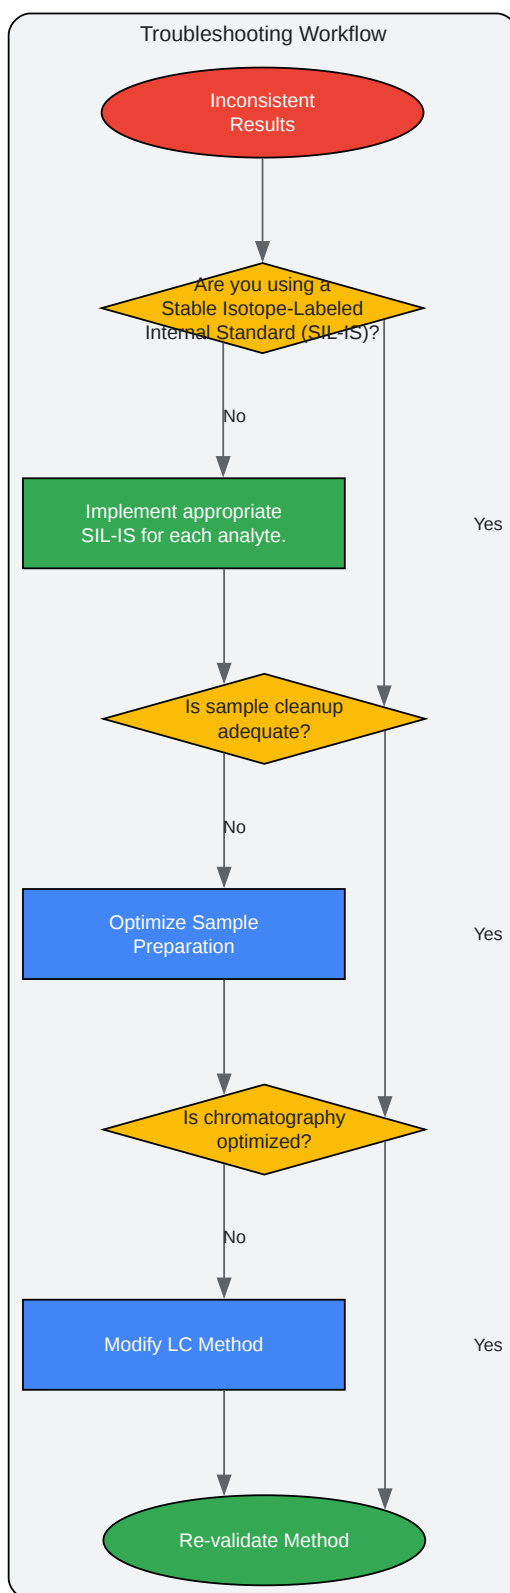 Troubleshooting Workflow
Inconsistent
Results
Are you using a
Stable Isotope-Labeled
Internal Standard (SIL-IS)?
No
Implement appropriate
SIL-IS for each analyte.
Yes
Is sample cleanup
adequate?
No
Optimize Sample
Preparation
Yes
Is chromatography
optimized?
No
Modify LC Method
Yes
Re-validate Method